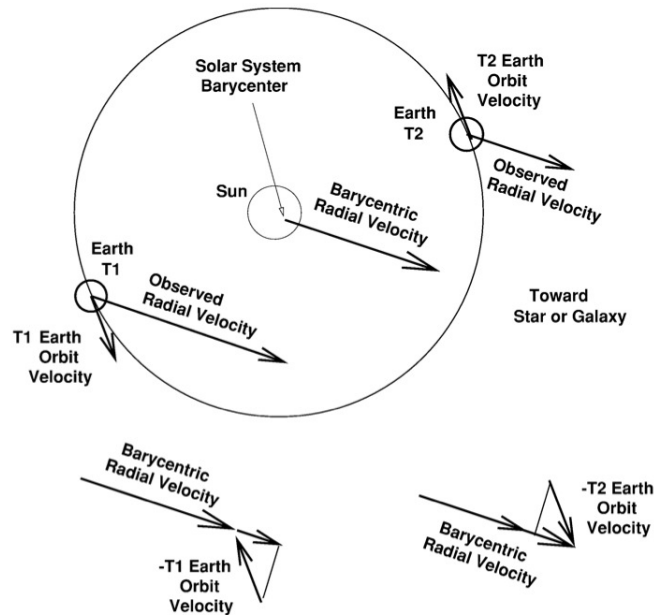 Solar System
Barycenter
T2 Earth
Orbit
Velocity
Earth
T2
Sun
Barycentric
Radial Velocity
Observed
Radial Velocity
Earth
T1
Observed
Radial Velocity
Toward
Star or Galaxy
T1 Earth
Orbit
Velocity
Barycentric
Radial Velocity
-T1 Earth
Orbit
Velocity
-T2 Earth
Orbit
Velocity
Barycentric
Radial Velocity